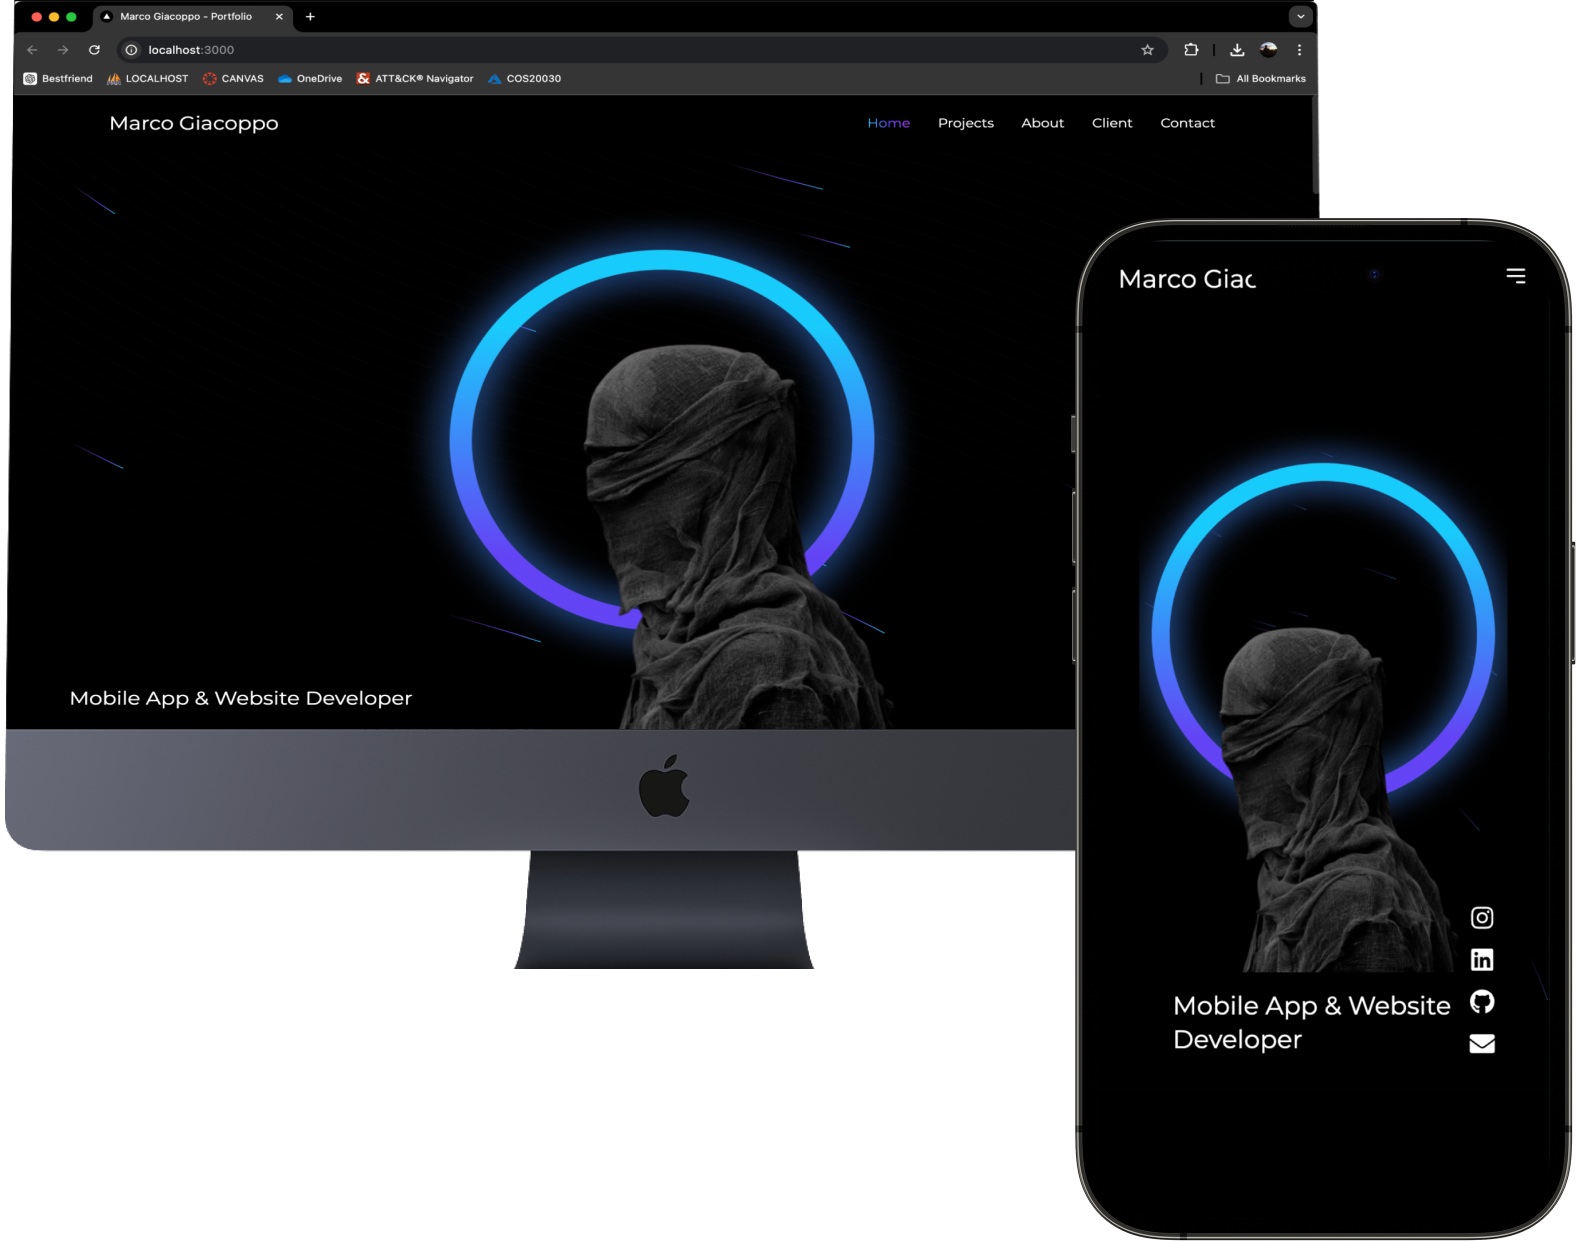 Marco Giacoppo - Portfolio
localhost:3000
Bestfriend LOCALHOST CANVAS OneDrive ATT&CK® Navigator COS20030 All Bookmarks
Marco Giacoppo Home Projects About Client Contact
Mobile App & Website Developer
Marco Giac
Mobile App & Website
Developer